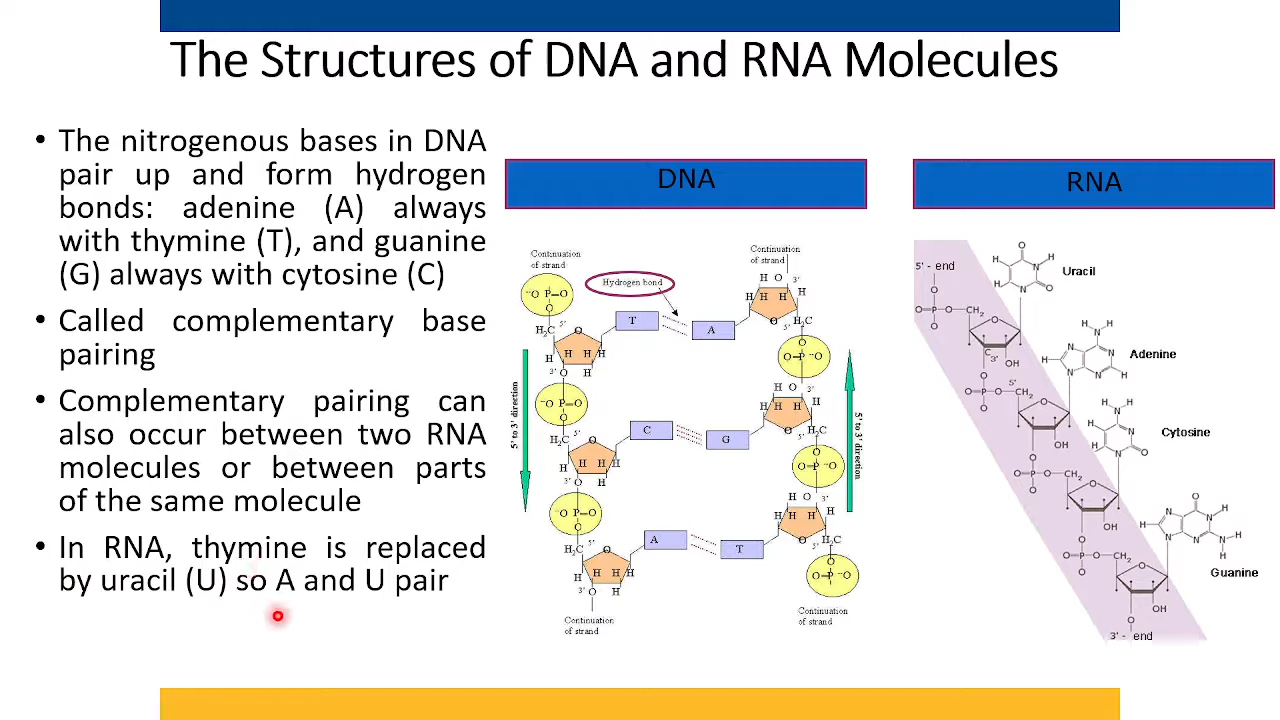 The Structures of DNA and RNA Molecules
• The nitrogenous bases in DNA
pair up and form hydrogen
bonds: adenine (A) always
with thymine (T), and guanine
(G) always with cytosine (C)
• Called complementary base
pairing
• Complementary pairing can
also occur between two RNA
molecules or between parts
of the same molecule
• In RNA, thymine is replaced
by uracil (U) so A and U pair
DNA
Continuation
of strand
Hydrogen bond
Continuation
of strand
T
A
C
G
A
T
5' to 3' direction
5' to 3' direction
Continuation
of strand
Continuation
of strand
RNA
5' - end
Uracil
Adenine
Cytosine
Guanine
3' - end